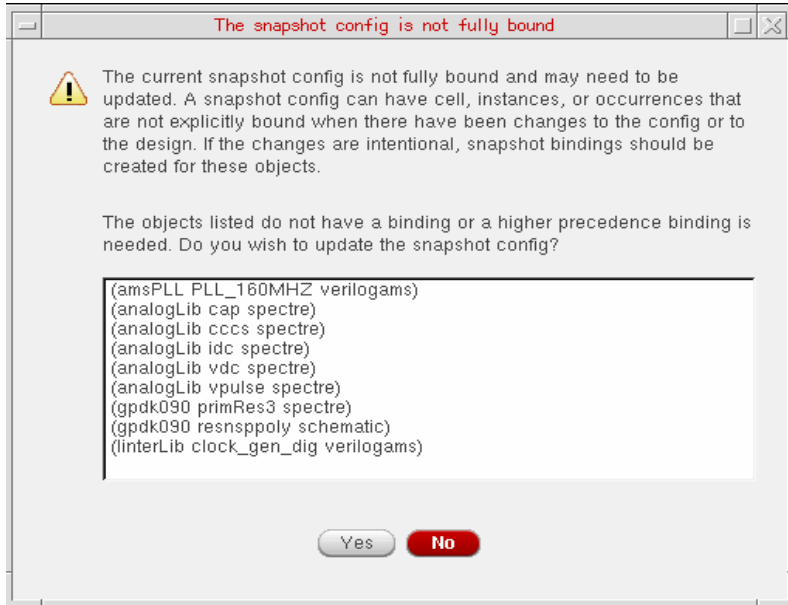 The snapshot config is not fully bound
The current snapshot config is not fully bound and may need to be
updated. A snapshot config can have cell, instances, or occurrences that
are not explicitly bound when there have been changes to the config or to
the design. If the changes are intentional, snapshot bindings should be
created for these objects.
The objects listed do not have a binding or a higher precedence binding is
needed. Do you wish to update the snapshot config?
(amsPLL PLL_160MHZ verilogams)
(analogLib cap spectre)
(analogLib cccs spectre)
(analogLib idc spectre)
(analogLib vdc spectre)
(analogLib vpulse spectre)
(gpdk090 primRes3 spectre)
(gpdk090 resnsppoly schematic)
(linterLib clock_gen_dig verilogams)
Yes No